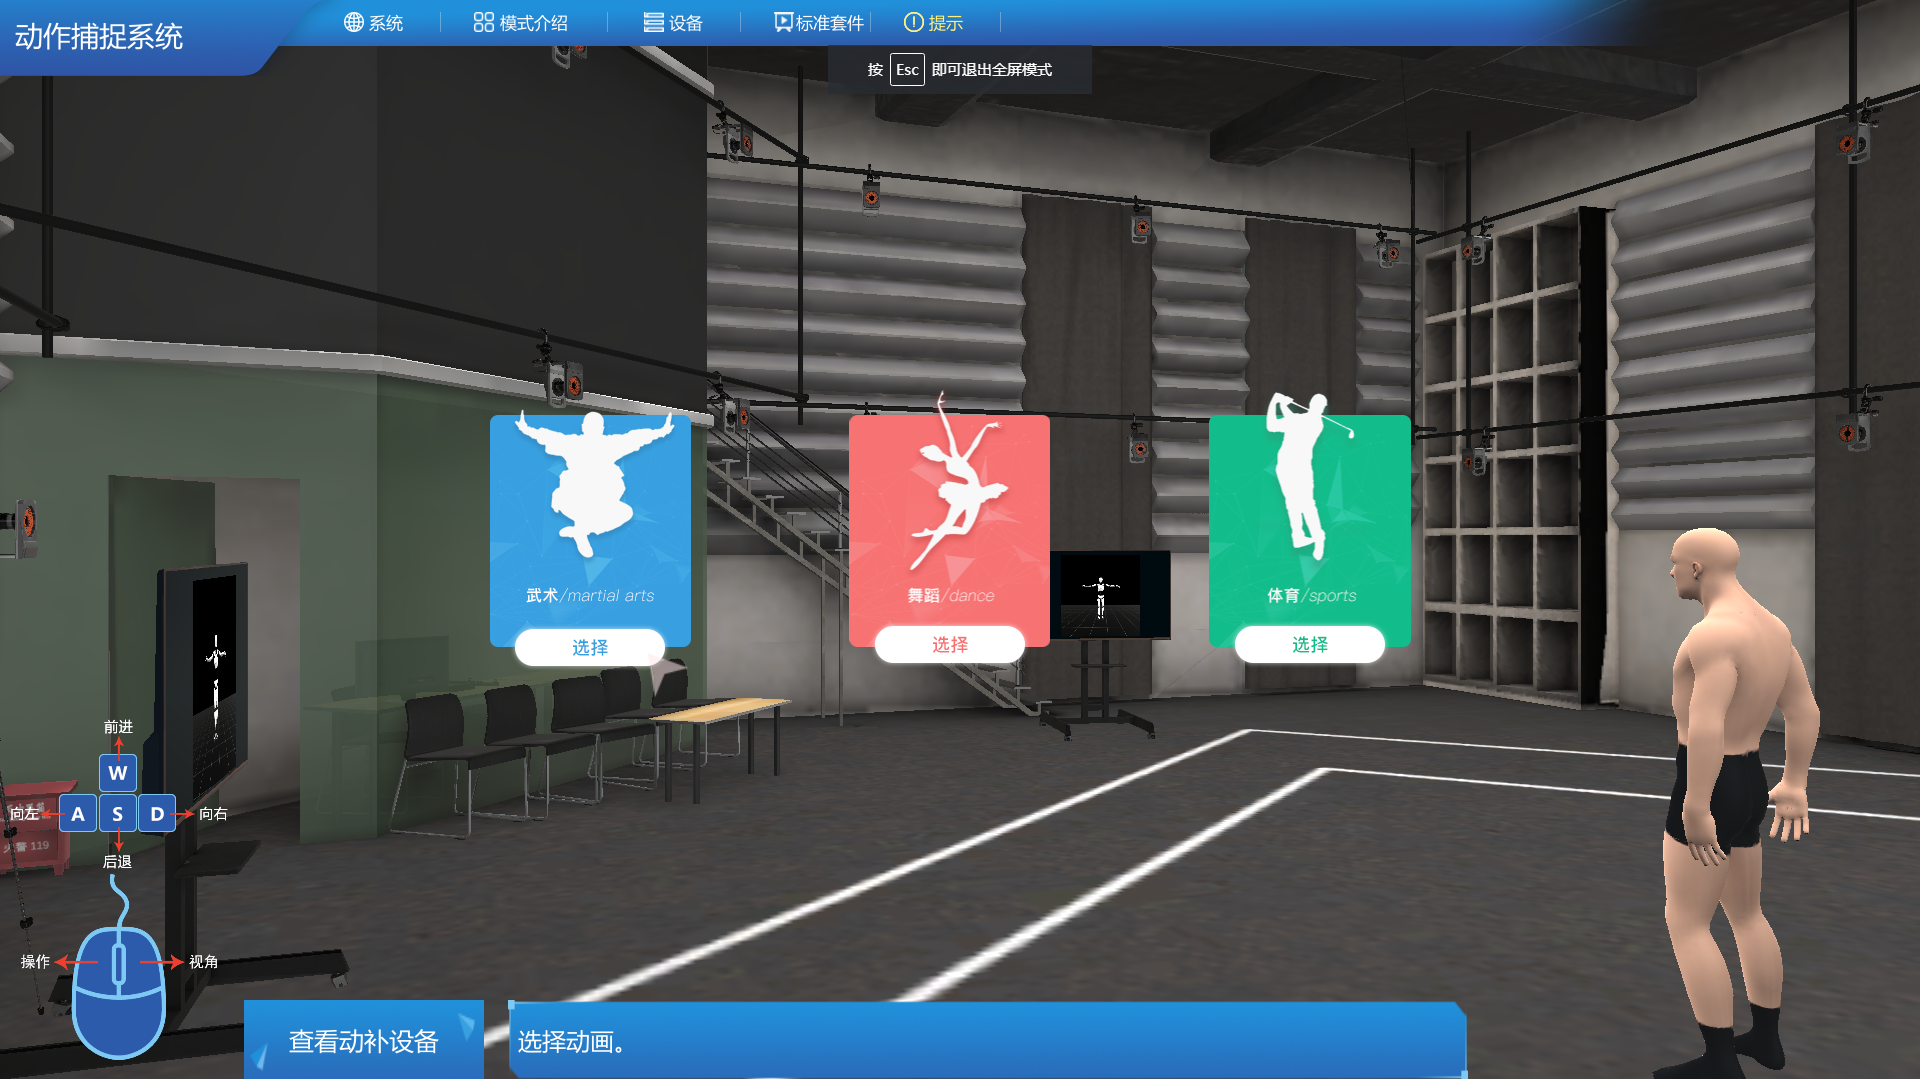 动作捕捉系统
系统
模式介绍
设备
标准套件
提示
按 Esc 即可退出全屏模式
武术/martial arts
选择
舞蹈/dance
选择
体育/sports
选择
前进
W
向左 A S D 向右
火警 119
后退
操作
视角
查看动补设备
选择动画。